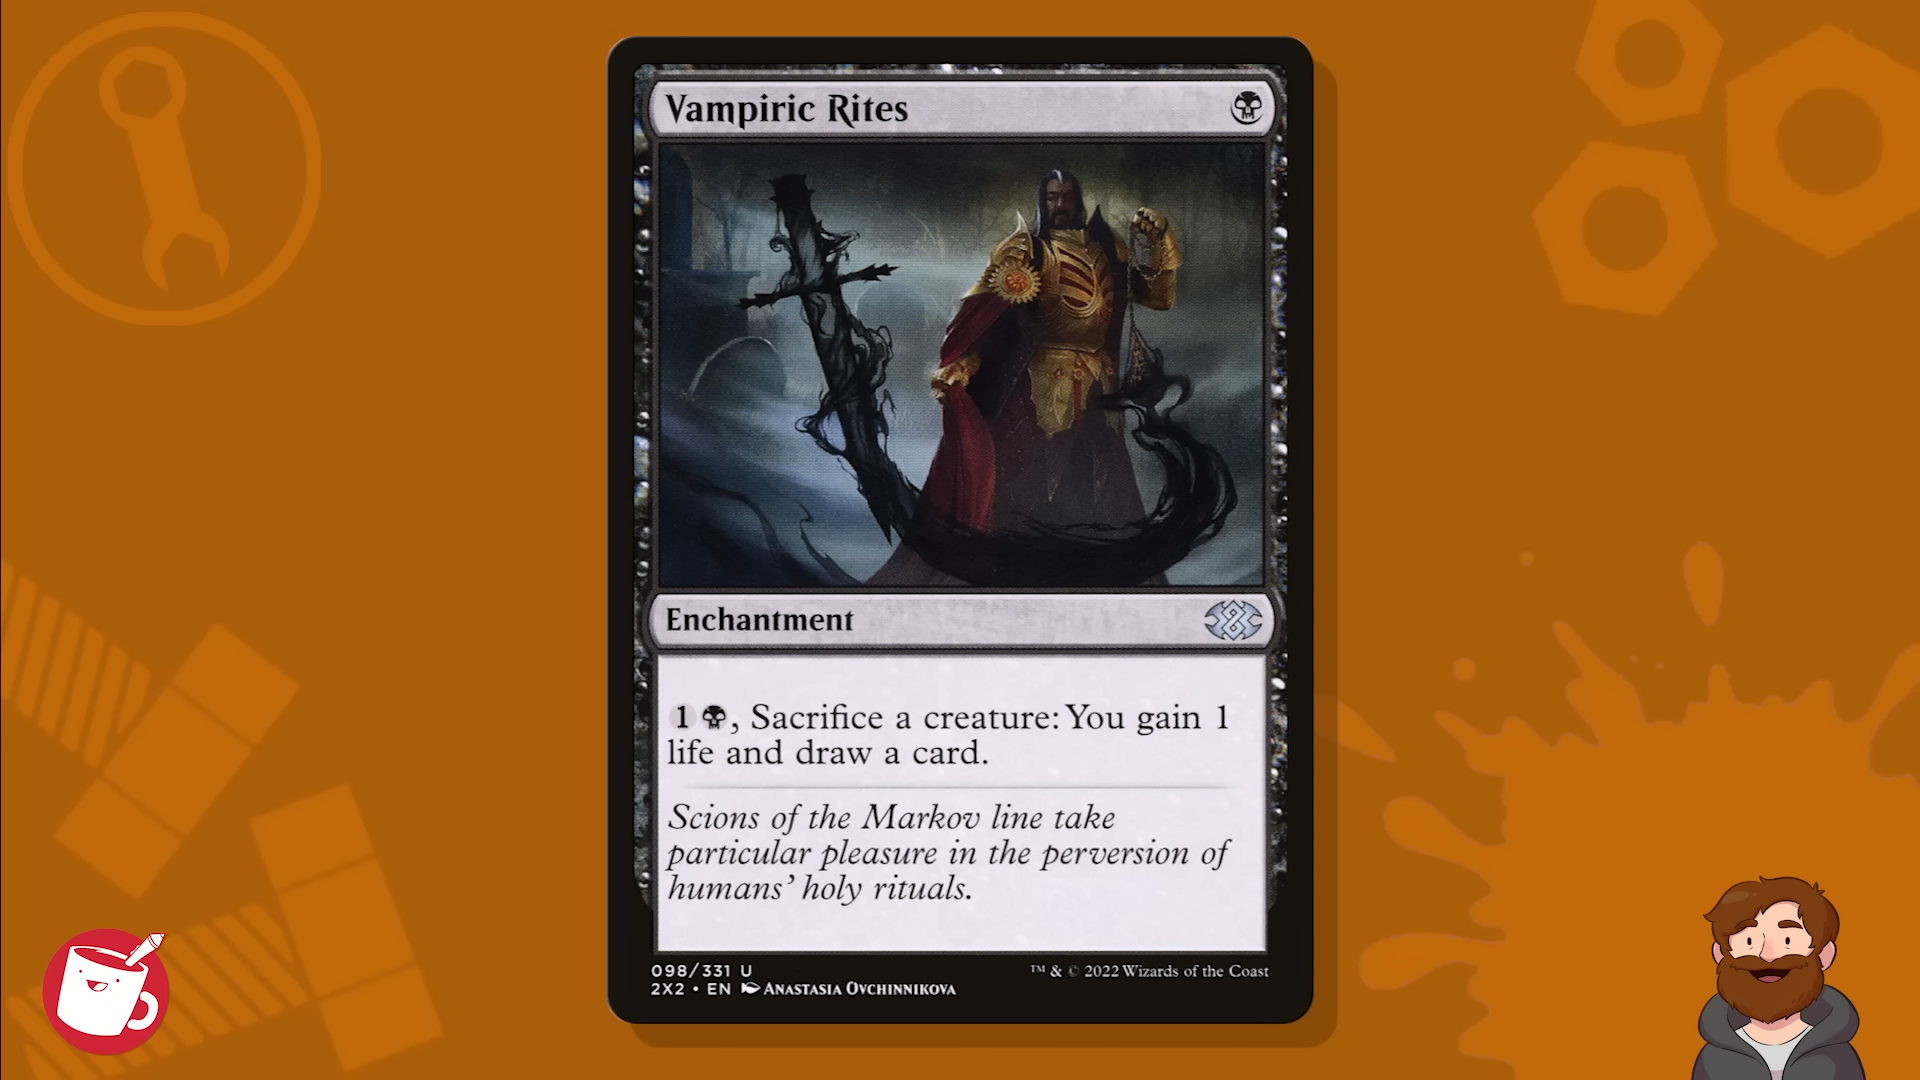 Vampiric Rites
Enchantment
1, Sacrifice a creature: You gain 1
life and draw a card.
Scions of the Markov line take
particular pleasure in the perversion of
humans' holy rituals.
098/331 U
2X2 • EN Anastasia Ovchinnikova
™ & © 2022 Wizards of the Coast